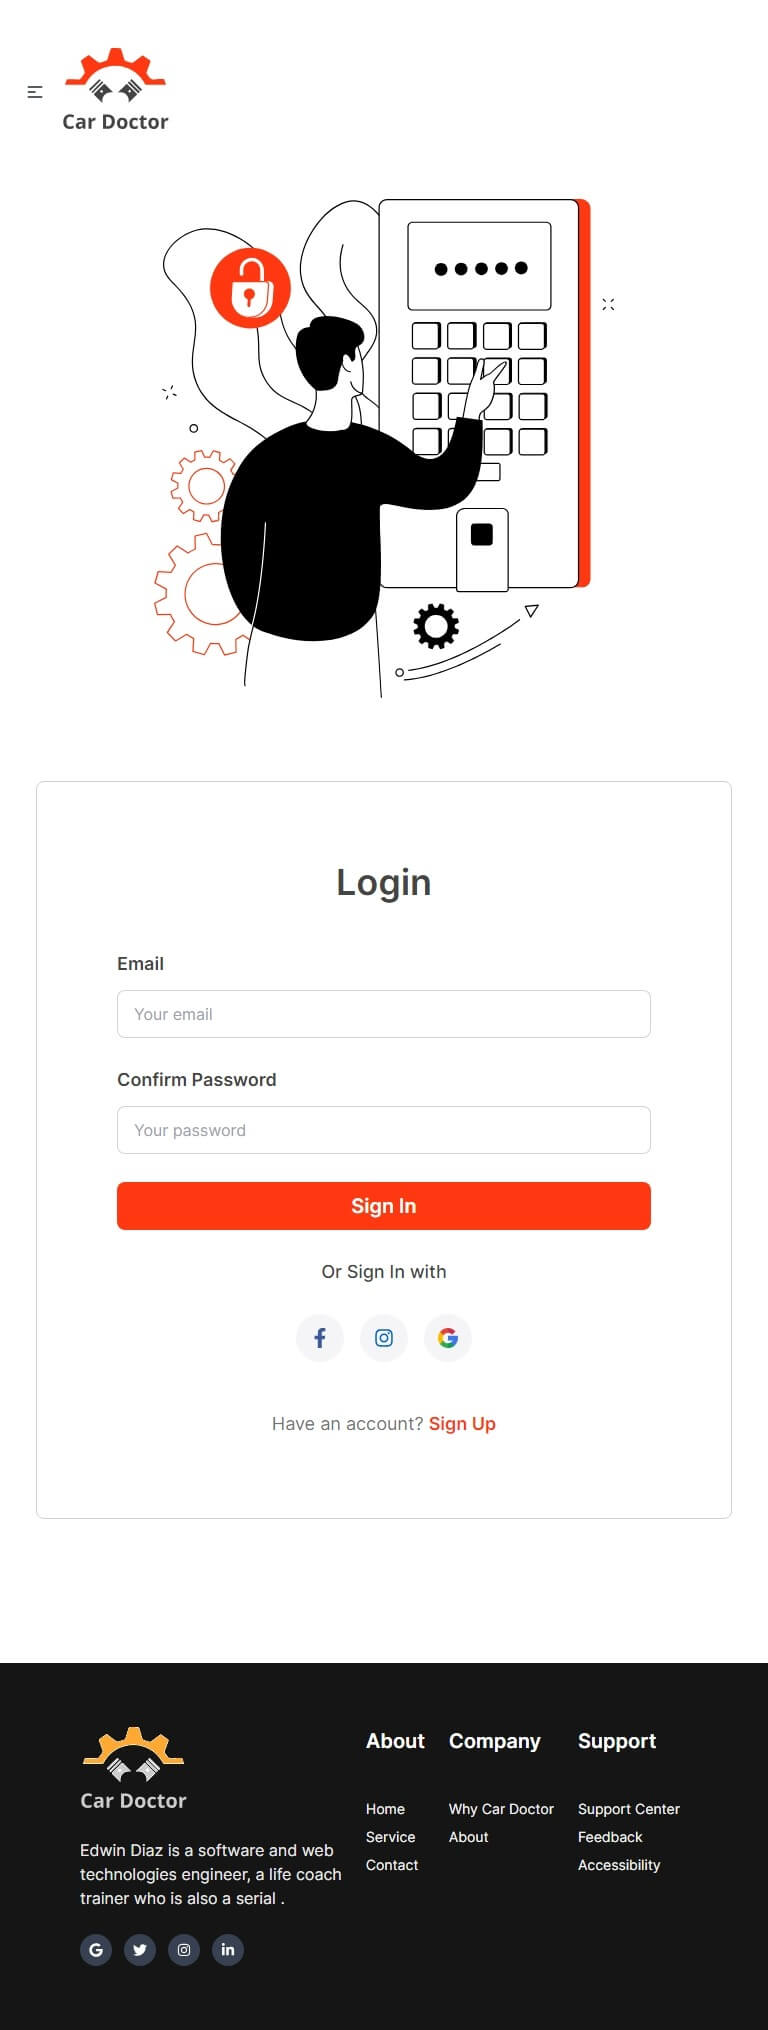 Car Doctor
Login
Email
Your email
Confirm Password
Your password
Sign In
Or Sign In with
Have an account? Sign Up
Car Doctor
Edwin Diaz is a software and web
technologies engineer, a life coach
trainer who is also a serial .
About
Home
Service
Contact
Company
Why Car Doctor
About
Support
Support Center
Feedback
Accessibility